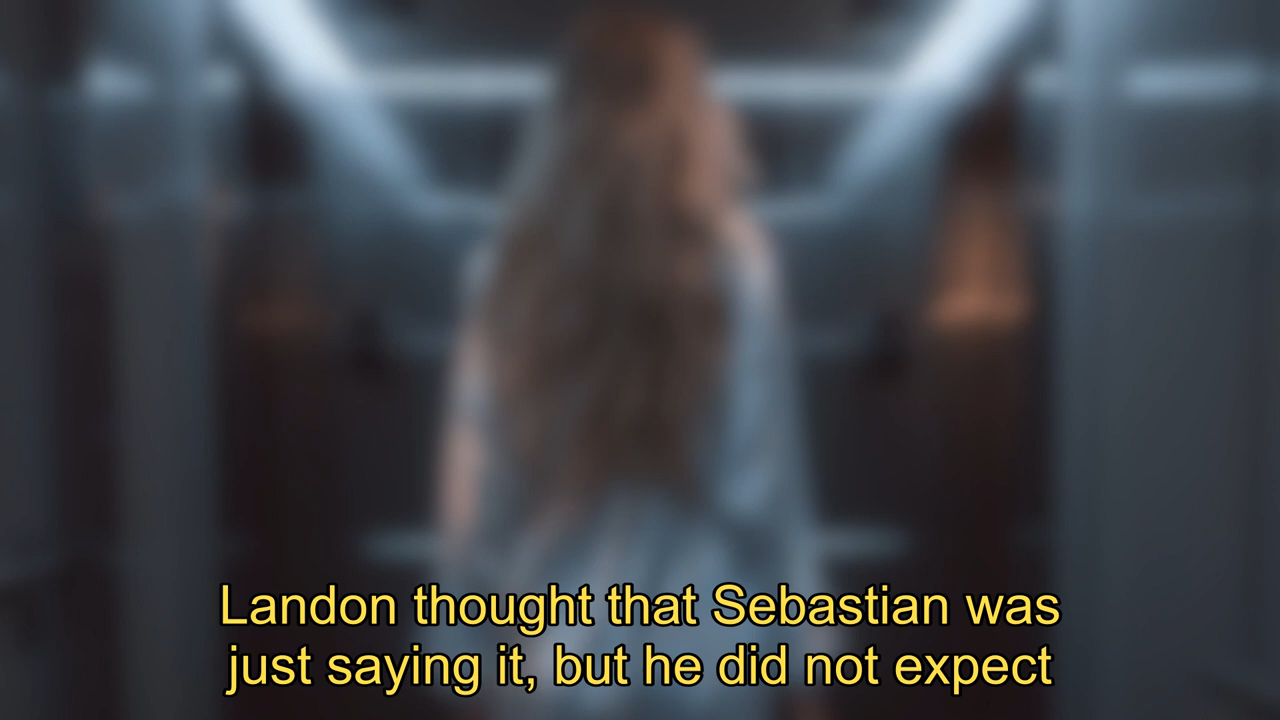 Landon thought that Sebastian was
just saying it, but he did not expect